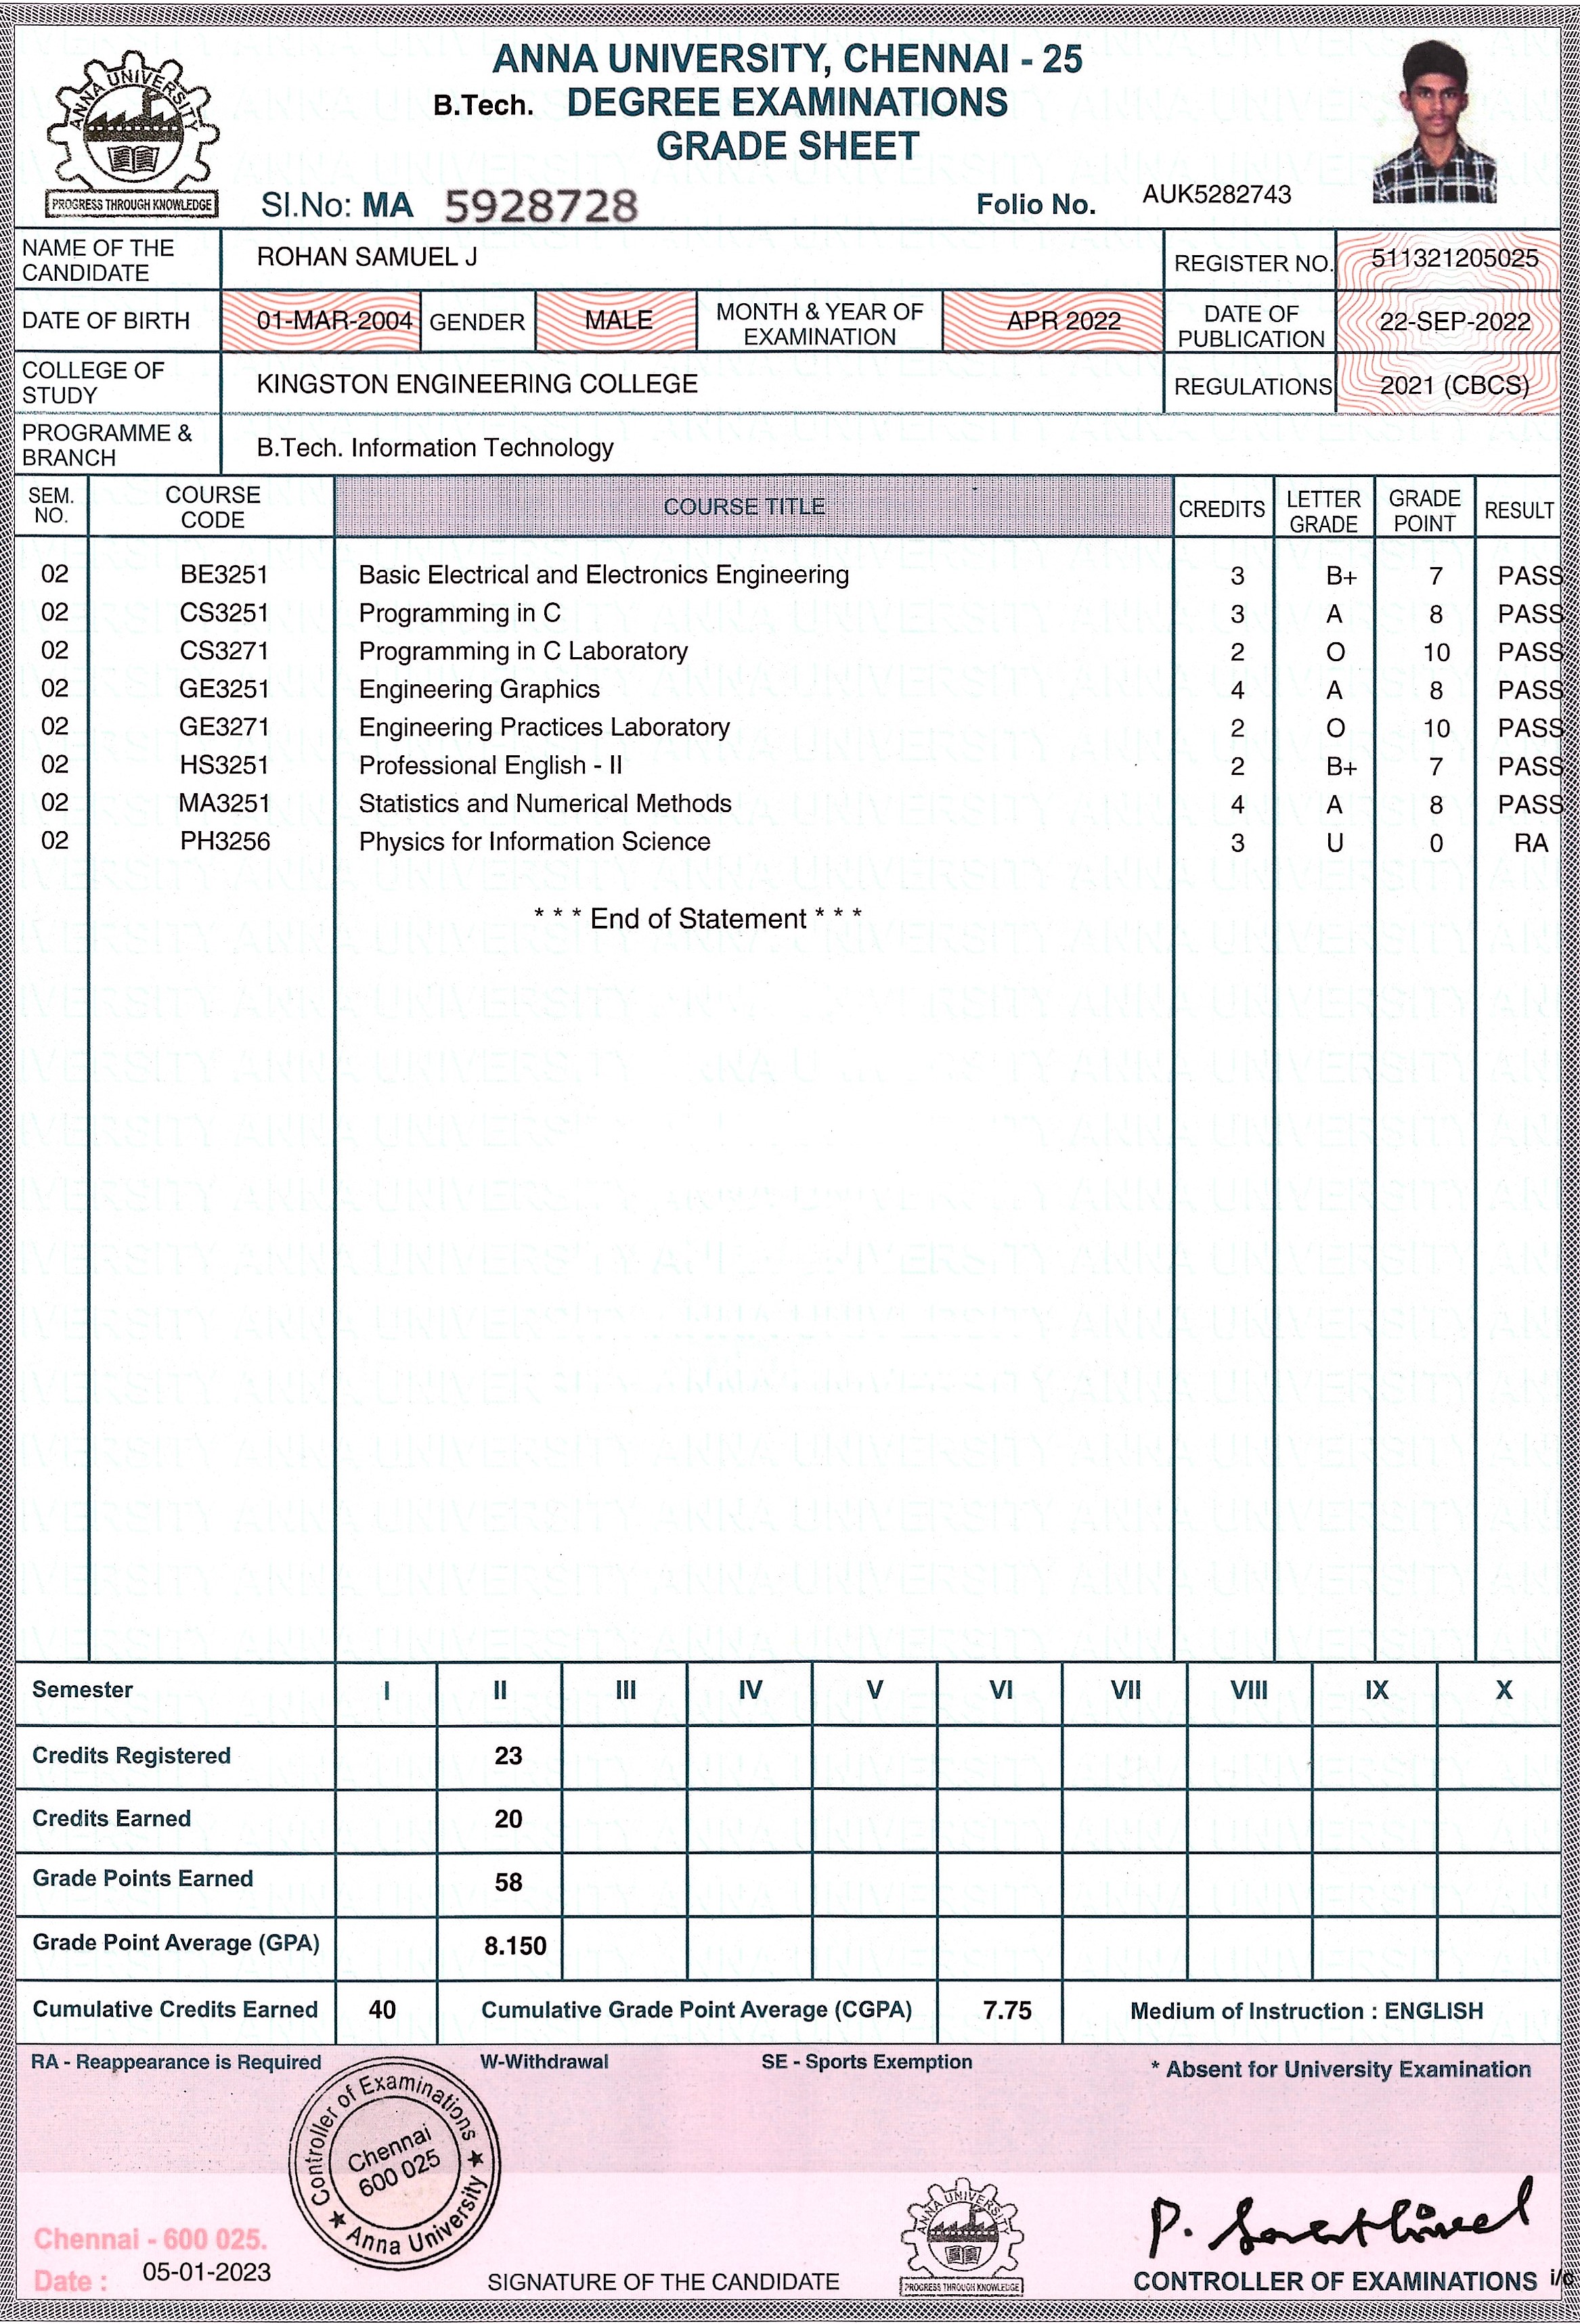 ANNA UNIVERSITY
PROGRESS THROUGH KNOWLEDGE
ANNA UNIVERSITY, CHENNAI - 25
B.Tech. DEGREE EXAMINATIONS
GRADE SHEET
Sl.No: MA 5928728
Folio No. AUK5282743
NAME OF THE CANDIDATE ROHAN SAMUEL J REGISTER NO. 511321205025
DATE OF BIRTH 01-MAR-2004 GENDER MALE MONTH & YEAR OF EXAMINATION APR 2022 DATE OF PUBLICATION 22-SEP-2022
COLLEGE OF STUDY KINGSTON ENGINEERING COLLEGE REGULATIONS 2021 (CBCS)
PROGRAMME & BRANCH B.Tech. Information Technology
SEM. NO. COURSE CODE COURSE TITLE CREDITS LETTER GRADE GRADE POINT RESULT
02 BE3251 Basic Electrical and Electronics Engineering 3 B+ 7 PASS
02 CS3251 Programming in C 3 A 8 PASS
02 CS3271 Programming in C Laboratory 2 O 10 PASS
02 GE3251 Engineering Graphics 4 A 8 PASS
02 GE3271 Engineering Practices Laboratory 2 O 10 PASS
02 HS3251 Professional English - II 2 B+ 7 PASS
02 MA3251 Statistics and Numerical Methods 4 A 8 PASS
02 PH3256 Physics for Information Science 3 U 0 RA
* * * End of Statement * * *
Semester I II III IV V VI VII VIII IX X
Credits Registered 23
Credits Earned 20
Grade Points Earned 58
Grade Point Average (GPA) 8.150
Cumulative Credits Earned 40 Cumulative Grade Point Average (CGPA) 7.75 Medium of Instruction : ENGLISH
RA - Reappearance is Required W-Withdrawal SE - Sports Exemption * Absent for University Examination
Controller of Examinations
Chennai
600 025
★ Anna University ★
ANNA UNIVERSITY
PROGRESS THROUGH KNOWLEDGE
Chennai - 600 025.
Date : 05-01-2023
SIGNATURE OF THE CANDIDATE
CONTROLLER OF EXAMINATIONS i/c